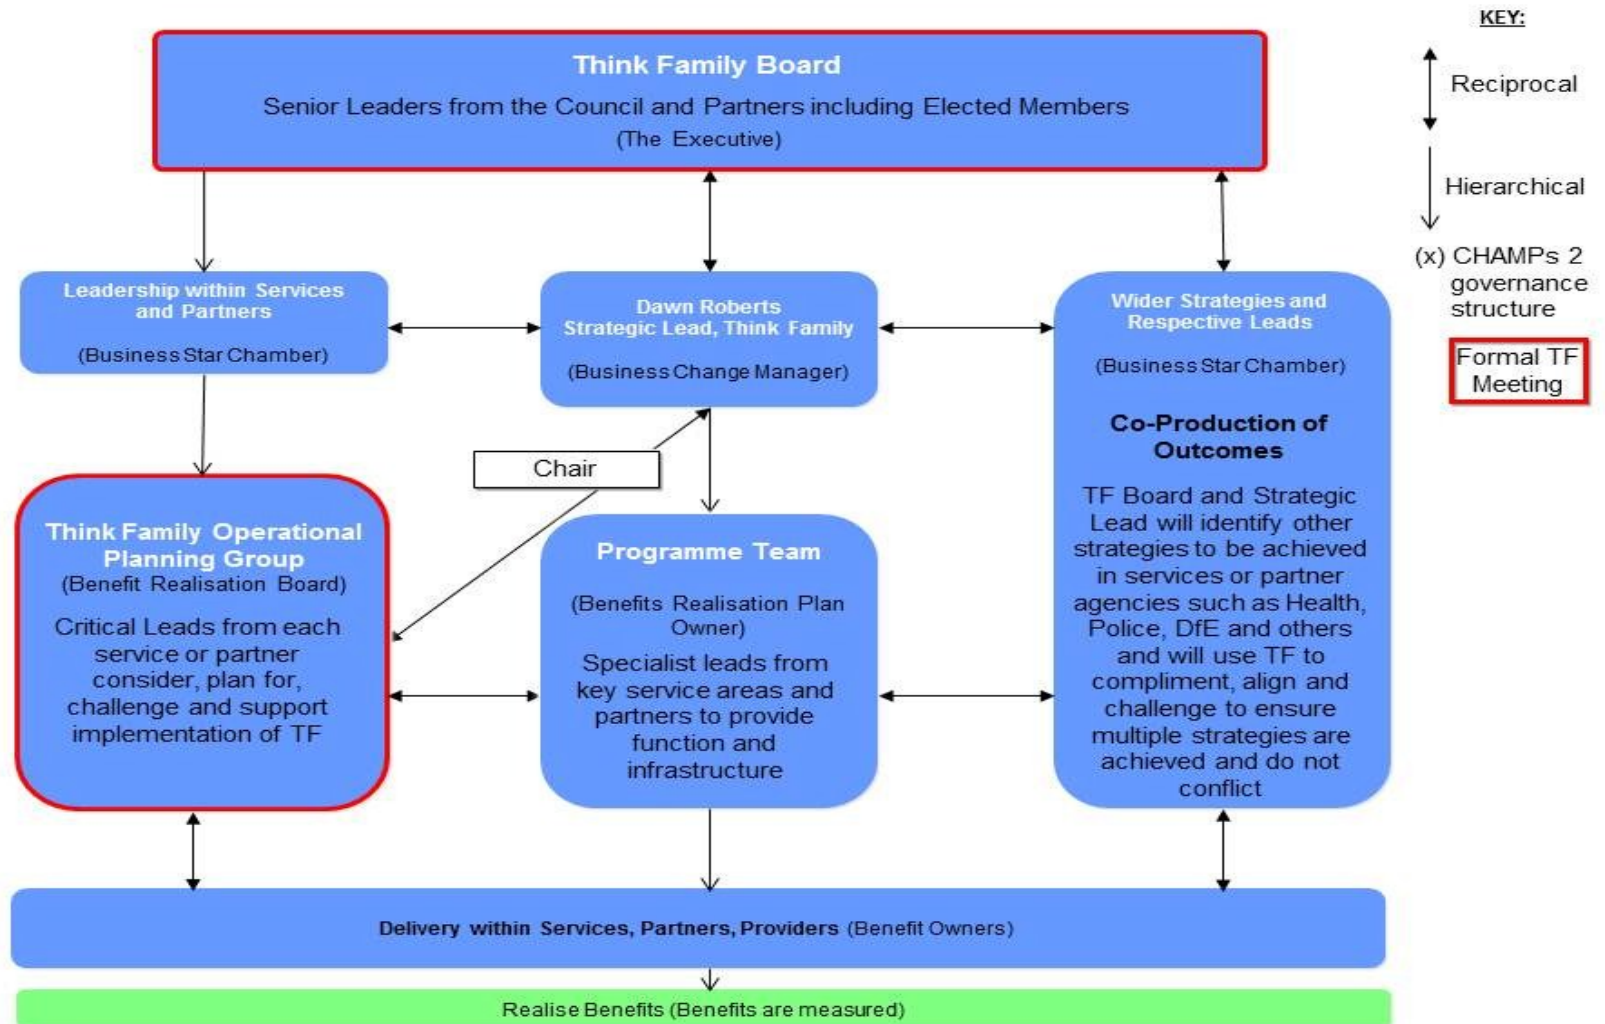 Think Family Board
Senior Leaders from the Council and Partners including Elected Members
(The Executive)
KEY:
Reciprocal
Hierarchical
(x) CHAMPs 2
governance
structure
Formal TF
Meeting
Leadership within Services
and Partners
(Business Star Chamber)
Dawn Roberts
Strategic Lead, Think Family
(Business Change Manager)
Wider Strategies and
Respective Leads
(Business Star Chamber)
Co-Production of
Outcomes
TF Board and Strategic
Lead will identify other
strategies to be achieved
in services or partner
agencies such as Health,
Police, DfE and others
and will use TF to
compliment, align and
challenge to ensure
multiple strategies are
achieved and do not
conflict
Chair
Think Family Operational
Planning Group
(Benefit Realisation Board)
Critical Leads from each
service or partner
consider, plan for,
challenge and support
implementation of TF
Programme Team
(Benefits Realisation Plan
Owner)
Specialist leads from
key service areas and
partners to provide
function and
infrastructure
Delivery within Services, Partners, Providers (Benefit Owners)
Realise Benefits (Benefits are measured)